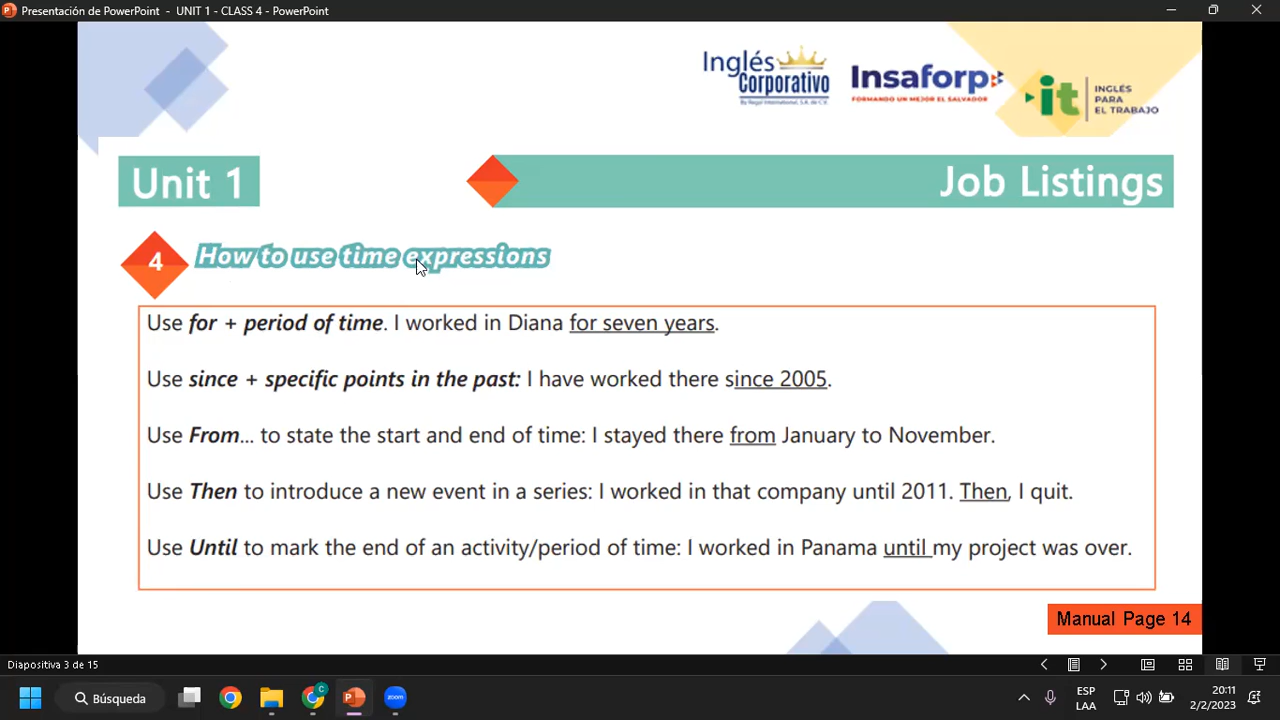 Presentación de PowerPoint - UNIT 1 - CLASS 4 - PowerPoint
Inglés
Corporativo
By Regal International, S.A. de C.V.
Insaforp
FORMANDO UN MEJOR EL SALVADOR
it
INGLÉS
PARA
EL TRABAJO
Unit 1
Job Listings
4
How to use time expressions
Use for + period of time. I worked in Diana for seven years.
Use since + specific points in the past: I have worked there since 2005.
Use From... to state the start and end of time: I stayed there from January to November.
Use Then to introduce a new event in a series: I worked in that company until 2011. Then, I quit.
Use Until to mark the end of an activity/period of time: I worked in Panama until my project was over.
Manual Page 14
Diapositiva 3 de 15
Búsqueda
C
zoom
ESP
LAA
20:11
2/2/2023